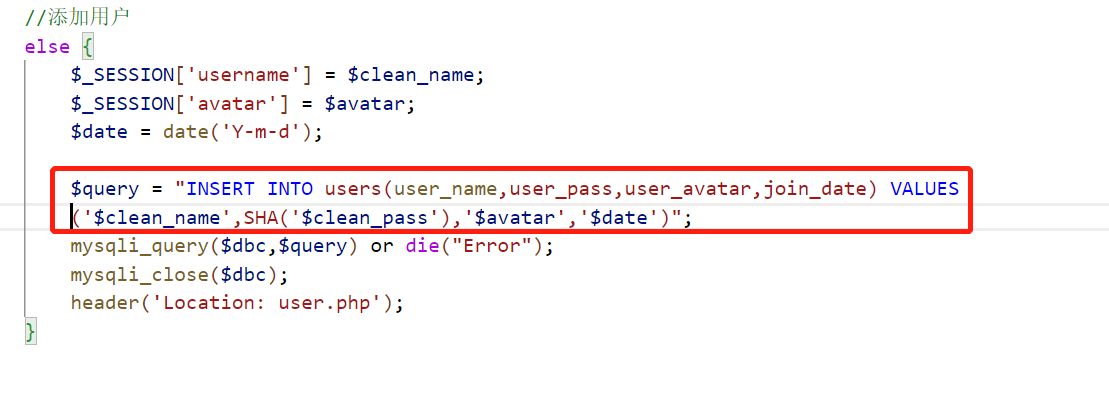 //添加用户
else {
$_SESSION['username'] = $clean_name;
$_SESSION['avatar'] = $avatar;
$date = date('Y-m-d');
$query = "INSERT INTO users(user_name,user_pass,user_avatar,join_date) VALUES
('$clean_name',SHA('$clean_pass'),'$avatar','$date')";
mysqli_query($dbc,$query) or die("Error");
mysqli_close($dbc);
header('Location: user.php');
}